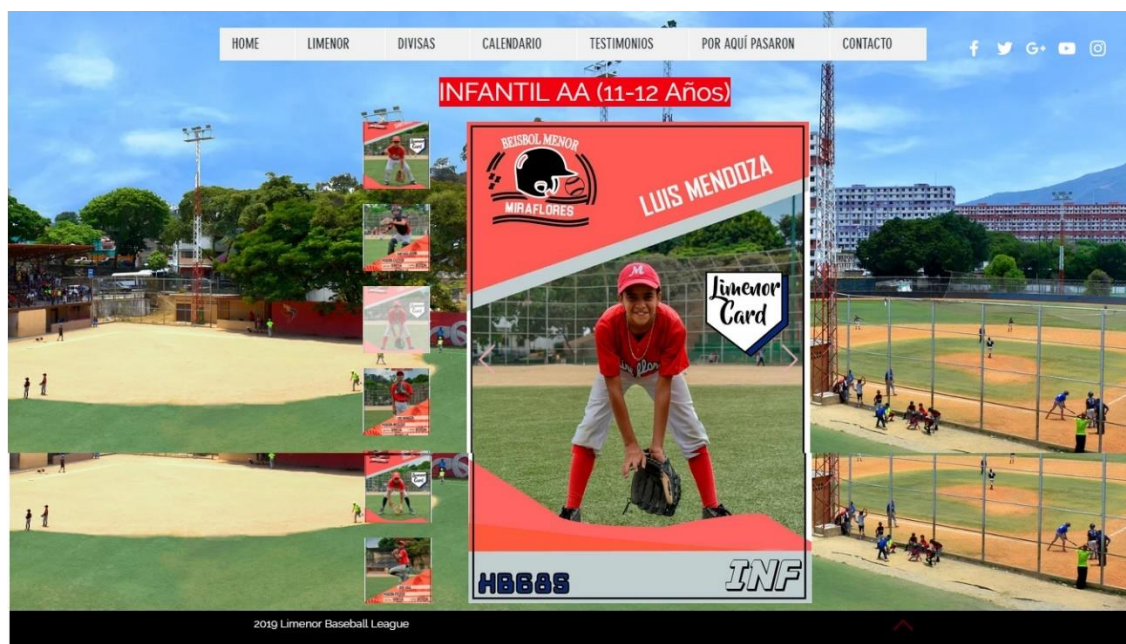 HOME LIMENOR DIVISAS CALENDARIO TESTIMONIOS POR AQUÍ PASARON CONTACTO
INFANTIL AA (11-12 Años)
BEISBOL MENOR
MIRAFLORES
LUIS MENDOZA
M
Limenor
Card
INF
2019 Limenor Baseball League